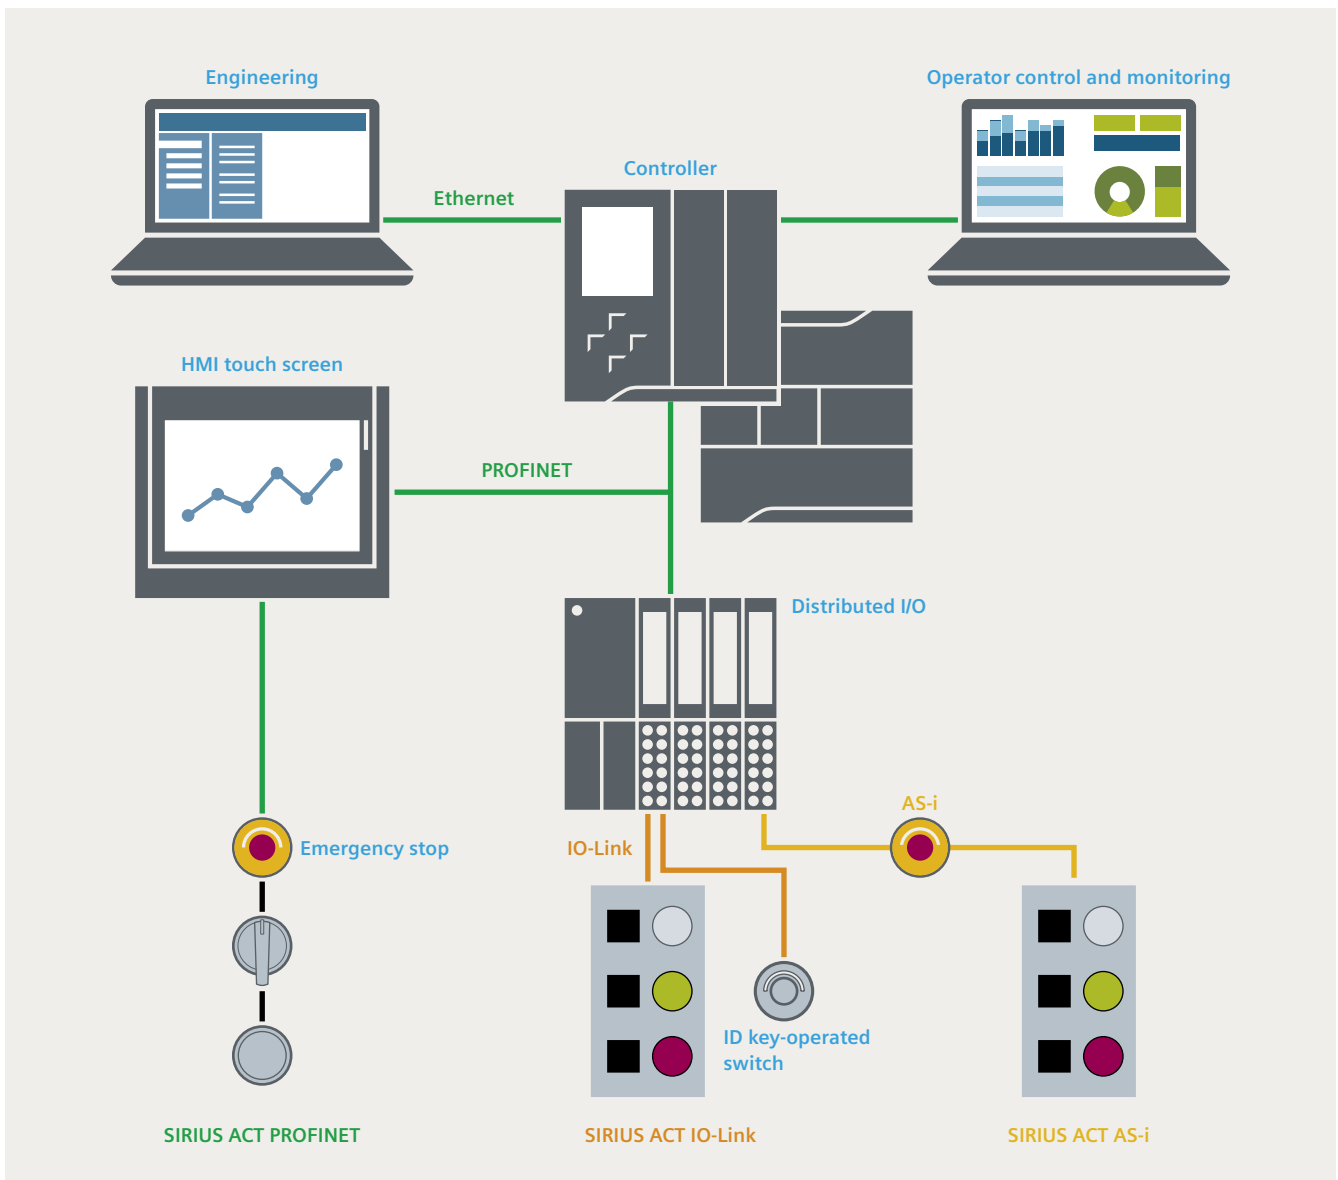 Engineering
Operator control and monitoring
Controller
Ethernet
HMI touch screen
PROFINET
Distributed I/O
AS-i
Emergency stop
IO-Link
ID key-operated
switch
SIRIUS ACT PROFINET
SIRIUS ACT IO-Link
SIRIUS ACT AS-i